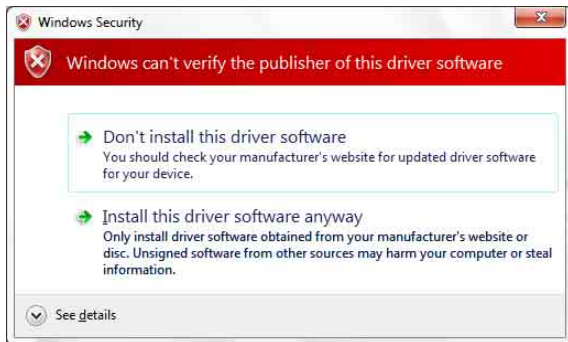 Windows Security
Windows can't verify the publisher of this driver software
Don't install this driver software
You should check your manufacturer's website for updated driver software
for your device.
Install this driver software anyway
Only install driver software obtained from your manufacturer's website or
disc. Unsigned software from other sources may harm your computer or steal
information.
See details